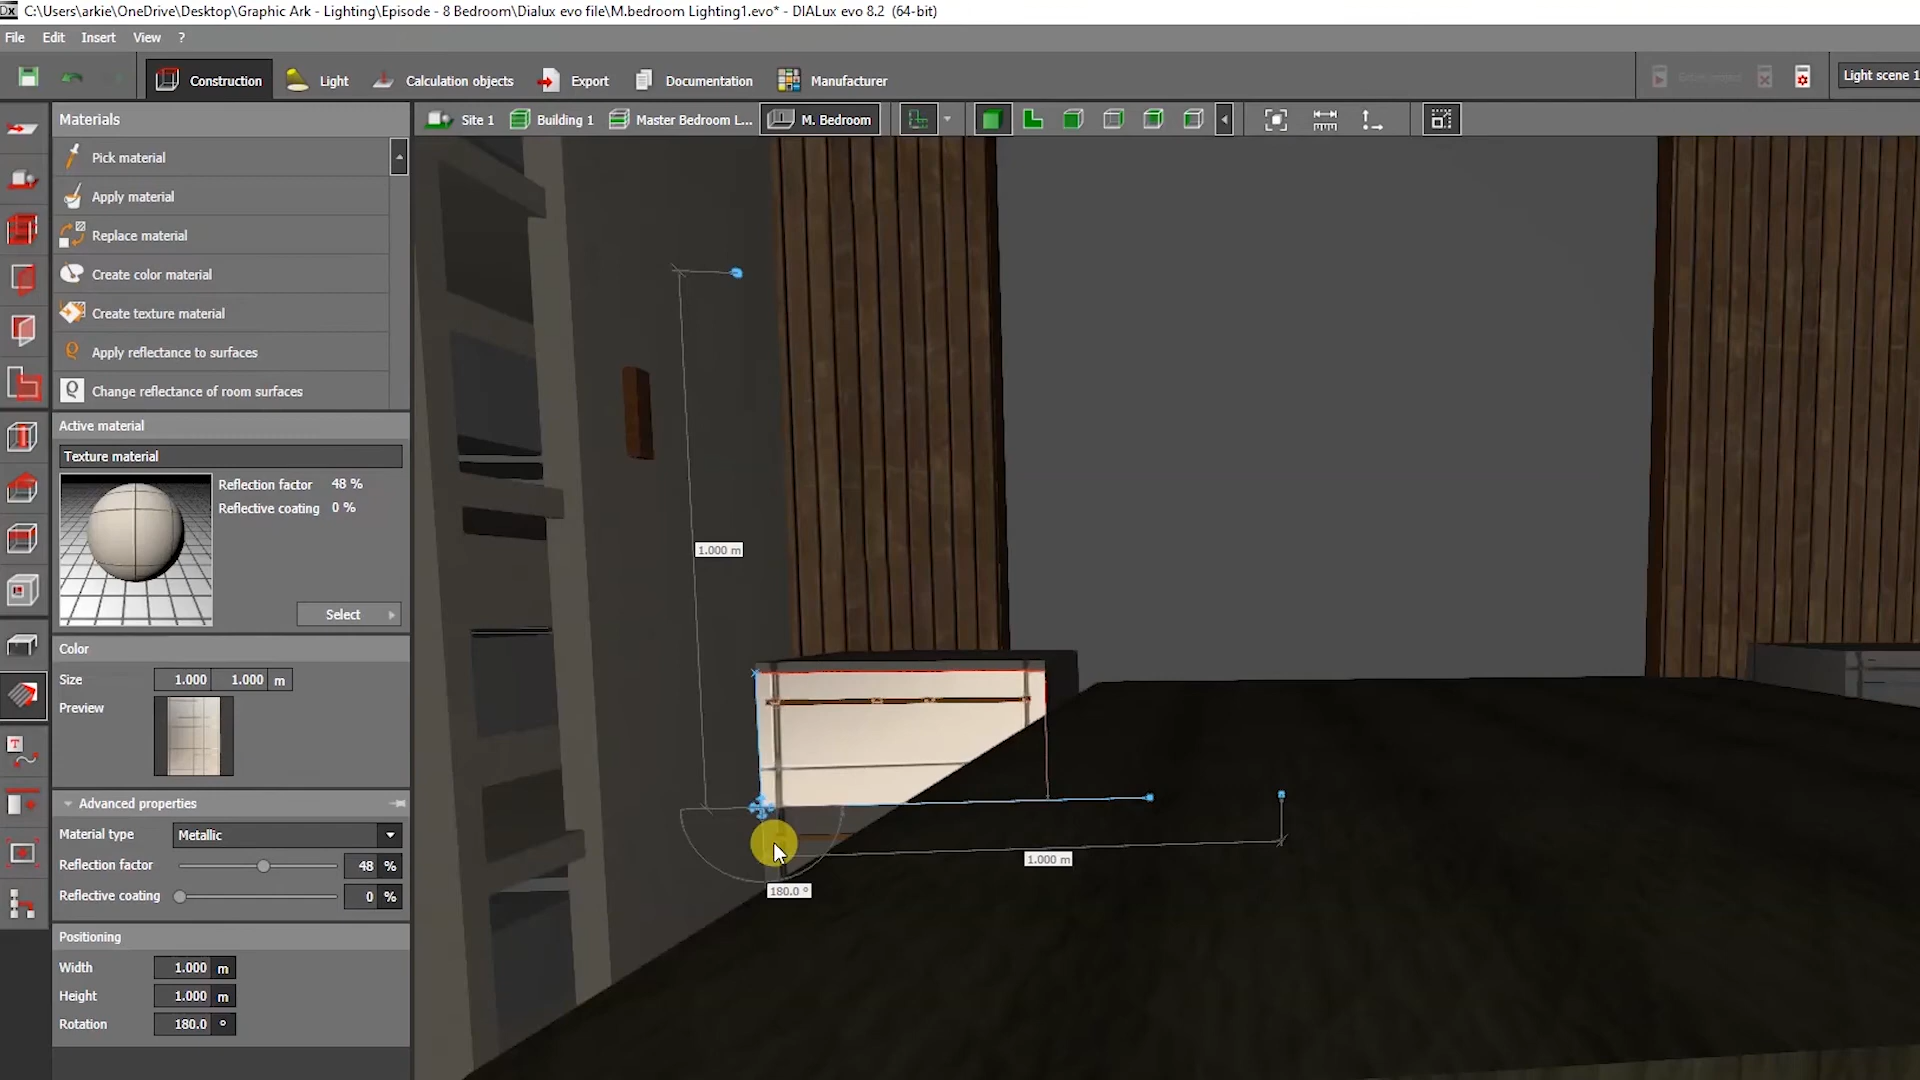 C:\Users\arkie\OneDrive\Desktop\Graphic Ark - Lighting\Episode - 8 Bedroom\Dialux evo file\M.bedroom Lighting1.evo* - DIALux evo 8.2 (64-bit)
File Edit Insert View ?
Construction Light Calculation objects Export Documentation Manufacturer Light scene 1
Materials
Site 1 Building 1 Master Bedroom L... M. Bedroom
Pick material
Apply material
Replace material
Create color material
Create texture material
Apply reflectance to surfaces
Change reflectance of room surfaces
Active material
Texture material
Reflection factor 48 %
Reflective coating 0 %
Select
Color
Size 1.000 1.000 m
Preview
Advanced properties
Material type Metallic
Reflection factor 48 %
Reflective coating 0 %
Positioning
Width 1.000 m
Height 1.000 m
Rotation 180.0 °
1.000 m
1.000 m
180.0 °